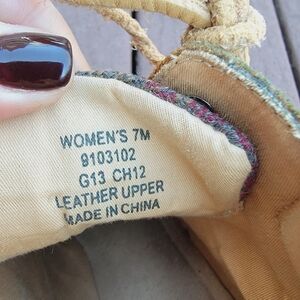 WOMEN'S 7M
9103102
G13 CH12
LEATHER UPPER
MADE IN CHINA